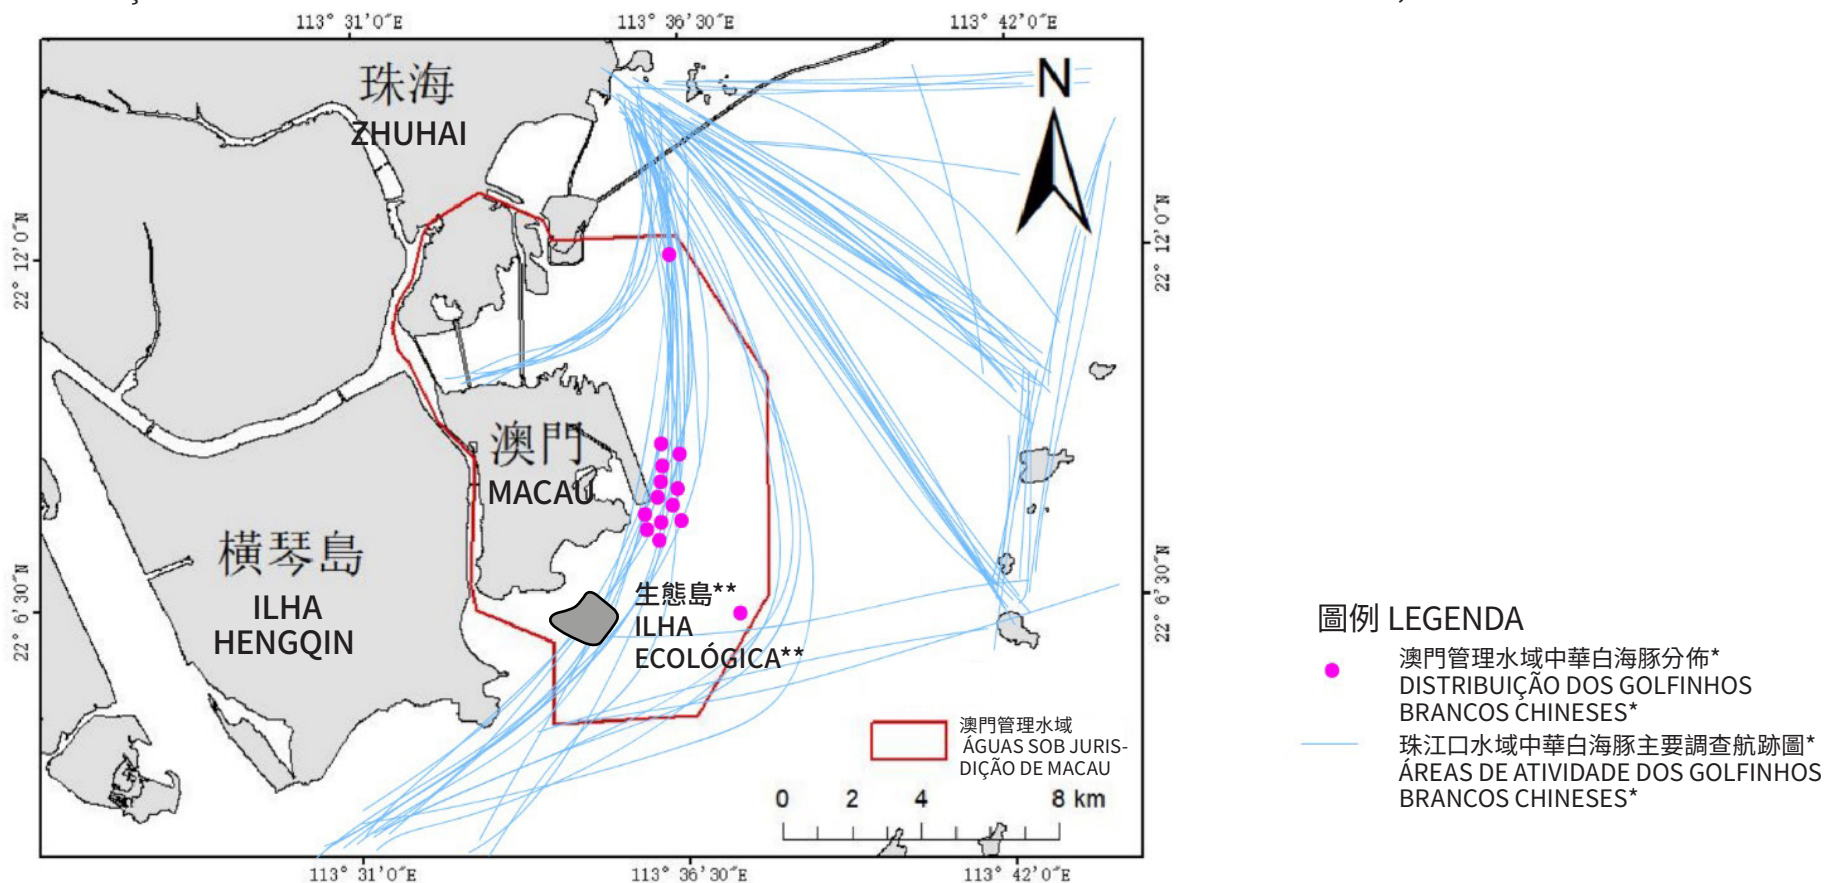 113° 31′0″E
113° 36′30″E
113° 42′0″E
珠海
ZHUHAI
N
22° 12′0″N
22° 12′0″N
澳門
MACAU
橫琴島
ILHA
HENGQIN
生態島**
ILHA
ECOLÓGICA**
22° 6′30″N
22° 6′30″N
澳門管理水域
ÁGUAS SOB JURIS-
DIÇÃO DE MACAU
0 2 4 8 km
113° 31′0″E
113° 36′30″E
113° 42′0″E
圖例 LEGENDA
澳門管理水域中華白海豚分佈*
DISTRIBUIÇÃO DOS GOLFINHOS
BRANCOS CHINESES*
珠江口水域中華白海豚主要調查航跡圖*
ÁREAS DE ATIVIDADE DOS GOLFINHOS
BRANCOS CHINESES*